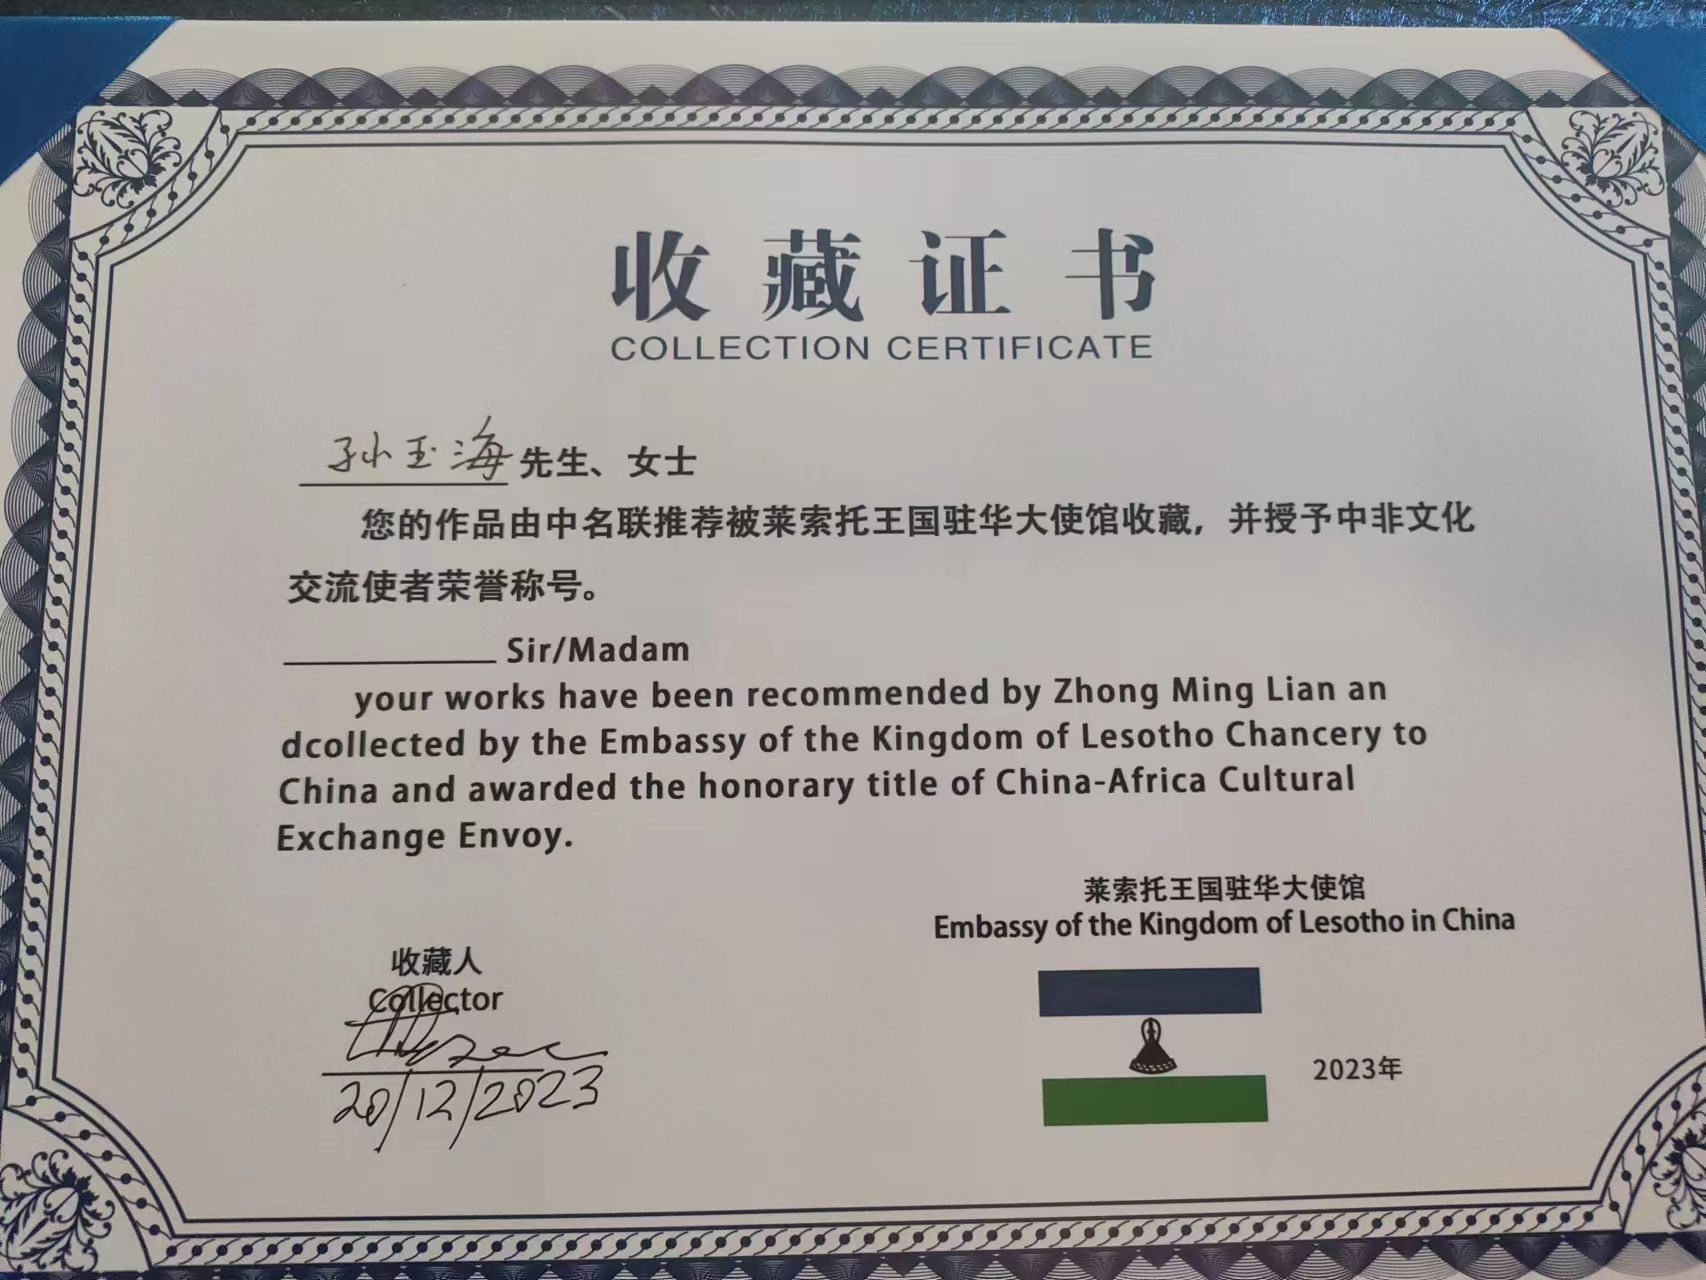 收藏证书
COLLECTION CERTIFICATE
孙玉海 先生、女士
您的作品由中名联推荐被莱索托王国驻华大使馆收藏，并授予中非文化
交流使者荣誉称号。
Sir/Madam
your works have been recommended by Zhong Ming Lian an
dcollected by the Embassy of the Kingdom of Lesotho Chancery to
China and awarded the honorary title of China-Africa Cultural
Exchange Envoy.
莱索托王国驻华大使馆
Embassy of the Kingdom of Lesotho in China
收藏人
Collector
20/12/2023
2023年